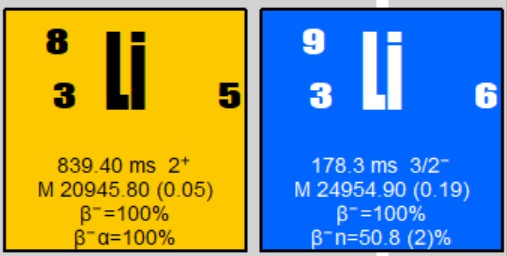 8
Li
3 5
839.40 ms 2⁺
M 20945.80 (0.05)
β⁻=100%
β⁻α=100%
9
Li
3 6
178.3 ms 3/2⁻
M 24954.90 (0.19)
β⁻=100%
β⁻n=50.8 (2)%